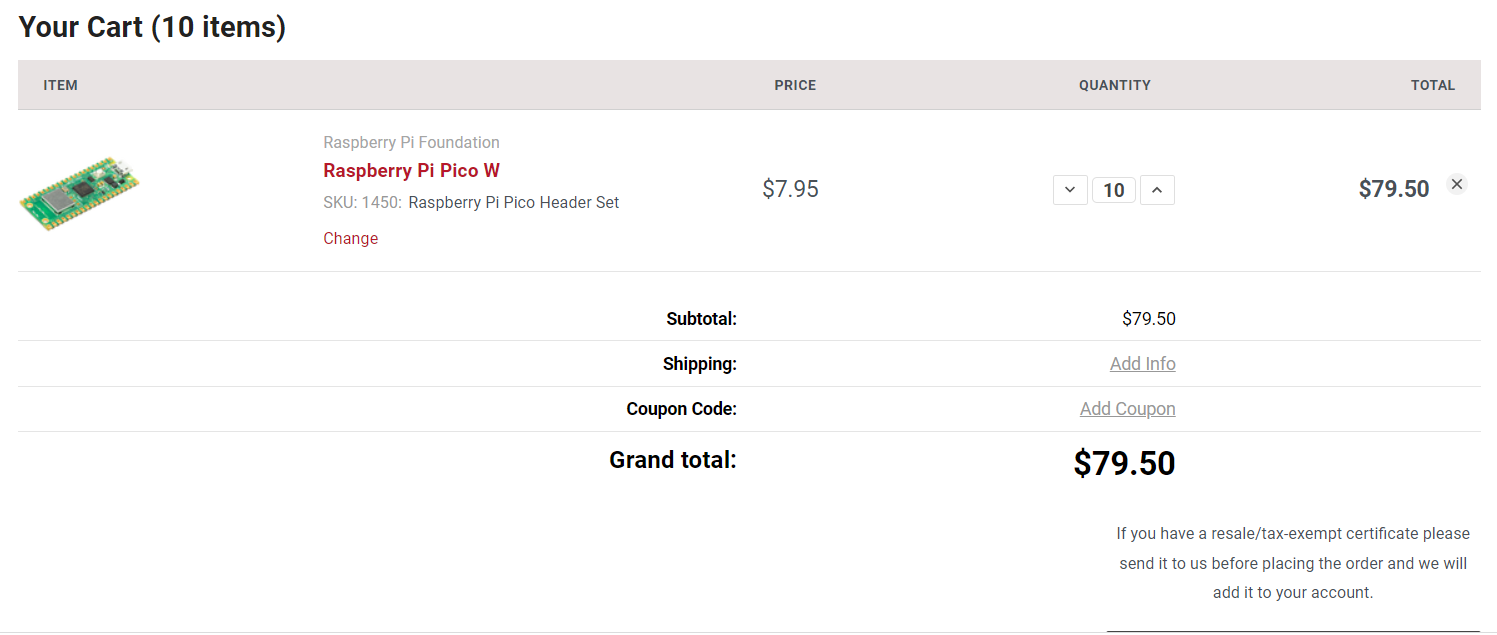 Your Cart (10 items)
ITEM PRICE QUANTITY TOTAL
Raspberry Pi Foundation
Raspberry Pi Pico W
SKU: 1450: Raspberry Pi Pico Header Set
Change
$7.95 10 $79.50
Subtotal: $79.50
Shipping: Add Info
Coupon Code: Add Coupon
Grand total: $79.50
If you have a resale/tax-exempt certificate please
send it to us before placing the order and we will
add it to your account.